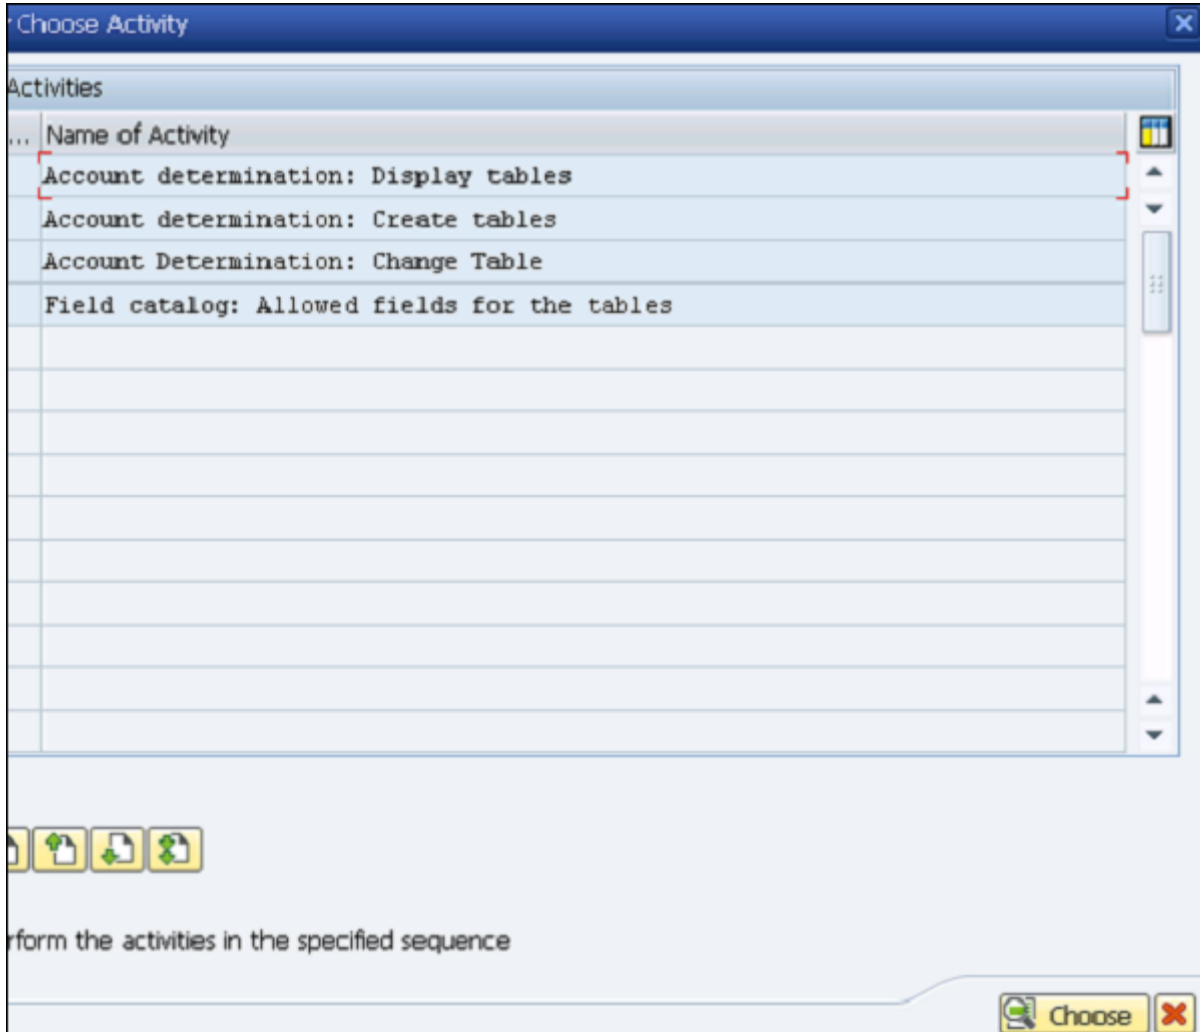 Choose Activity
Activities
... Name of Activity
Account determination: Display tables
Account determination: Create tables
Account Determination: Change Table
Field catalog: Allowed fields for the tables
rform the activities in the specified sequence
Choose